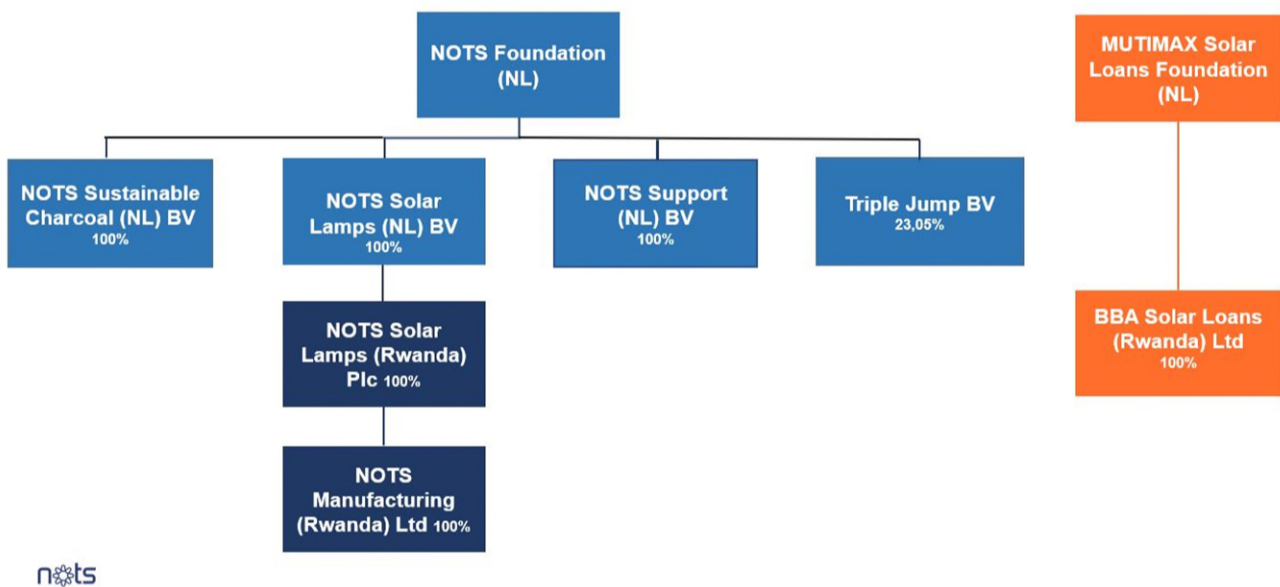 NOTS Foundation
(NL)
MUTIMAX Solar
Loans Foundation
(NL)
NOTS Sustainable
Charcoal (NL) BV
100%
NOTS Solar
Lamps (NL) BV
100%
NOTS Support
(NL) BV
100%
Triple Jump BV
23,05%
NOTS Solar
Lamps (Rwanda)
Plc 100%
BBA Solar Loans
(Rwanda) Ltd
100%
NOTS
Manufacturing
(Rwanda) Ltd 100%
nots